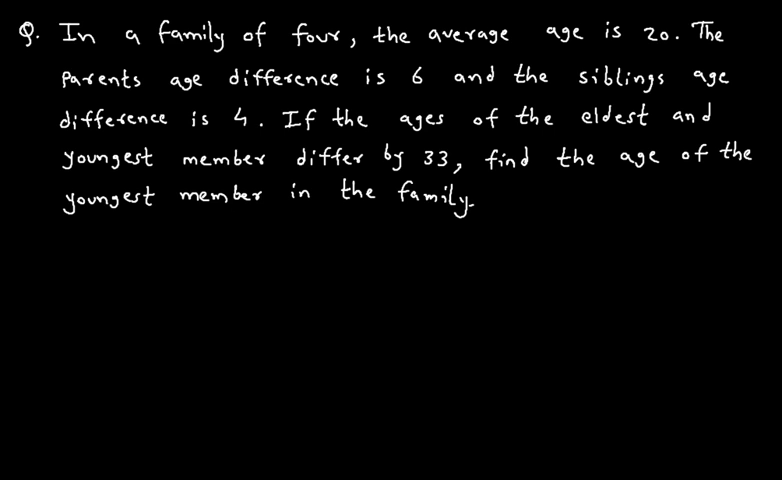 Q. In a family of four, the average age is 20. The
parents age difference is 6 and the siblings age
difference is 4. If the ages of the eldest and
youngest member differ by 33, find the age of the
youngest member in the family.